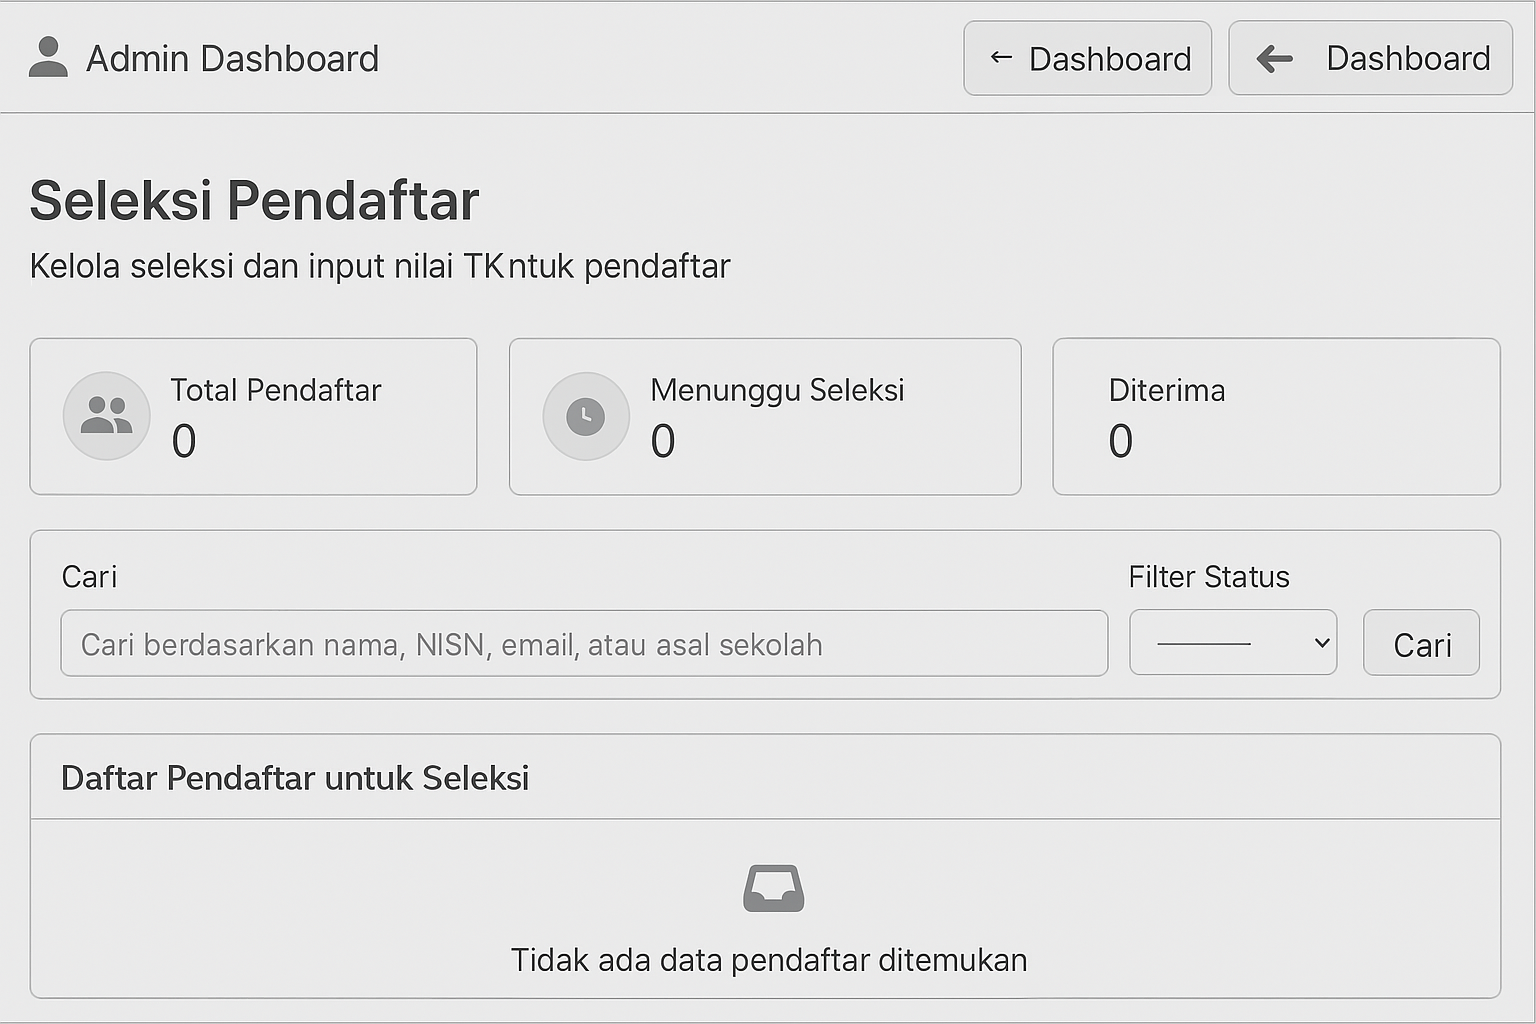 Admin Dashboard
← Dashboard
← Dashboard
Seleksi Pendaftar
Kelola seleksi dan input nilai TKntuk pendaftar
Total Pendaftar
0
Menunggu Seleksi
0
Diterima
0
Cari
Filter Status
Cari berdasarkan nama, NISN, email, atau asal sekolah
Cari
Daftar Pendaftar untuk Seleksi
Tidak ada data pendaftar ditemukan